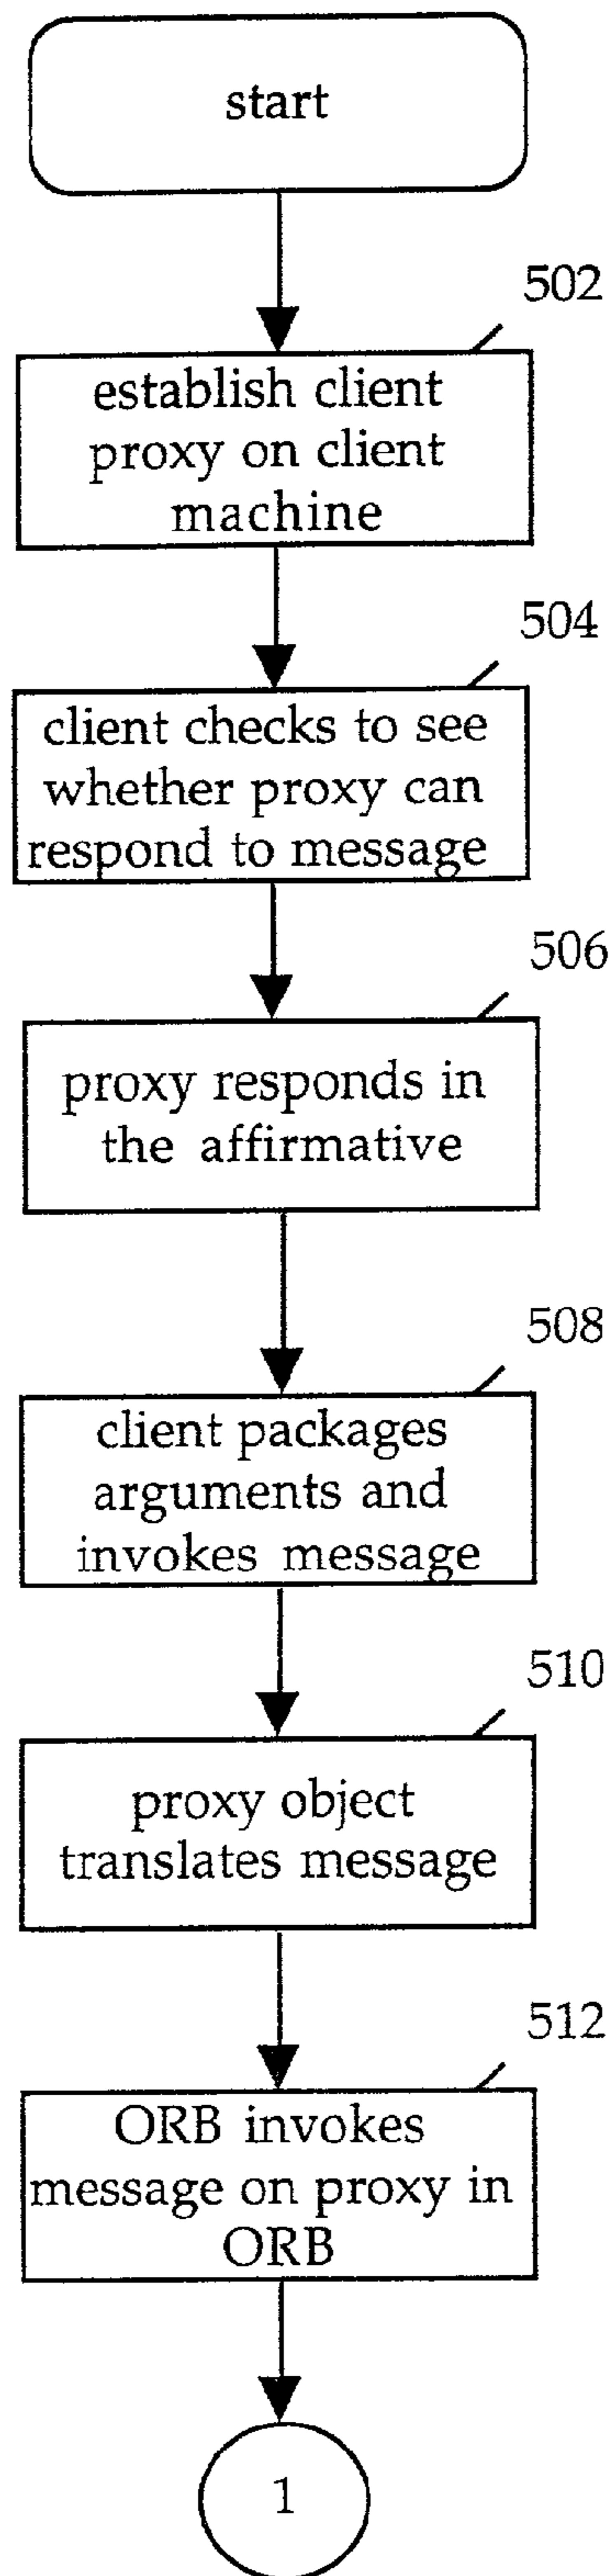 start
502
establish client
proxy on client
machine
504
client checks to see
whether proxy can
respond to message
506
proxy responds in
the affirmative
508
client packages
arguments and
invokes message
510
proxy object
translates message
512
ORB invokes
message on proxy in
ORB
1